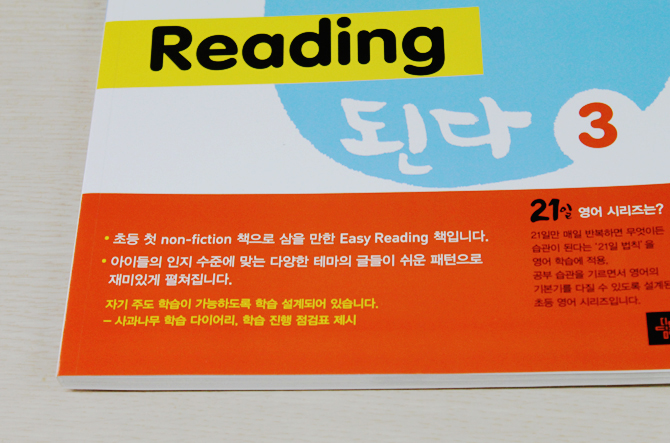 Reading
된다 3
• 초등 첫 non-fiction 책으로 삼을 만한 Easy Reading 책입니다.
• 아이들의 인지 수준에 맞는 다양한 테마의 글들이 쉬운 패턴으로
재미있게 펼쳐집니다.
자기 주도 학습이 가능하도록 학습 설계되어 있습니다.
– 사과나무 학습 다이어리, 학습 진행 점검표 제시
21일 영어 시리즈는?
21일만 매일 반복하면 무엇이든
습관이 된다는 '21일 법칙'을
영어 학습에 적용,
공부 습관을 기르면서 영어의
기본기를 다질 수 있도록 설계된
초등 영어 시리즈입니다.